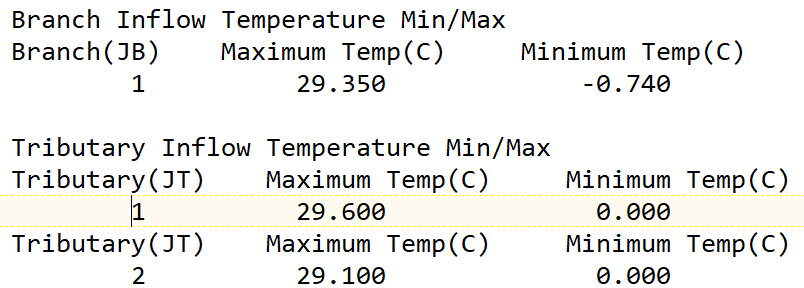 Branch Inflow Temperature Min/Max
Branch(JB) Maximum Temp(C) Minimum Temp(C)
1 29.350 -0.740
Tributary Inflow Temperature Min/Max
Tributary(JT) Maximum Temp(C) Minimum Temp(C)
1 29.600 0.000
Tributary(JT) Maximum Temp(C) Minimum Temp(C)
2 29.100 0.000